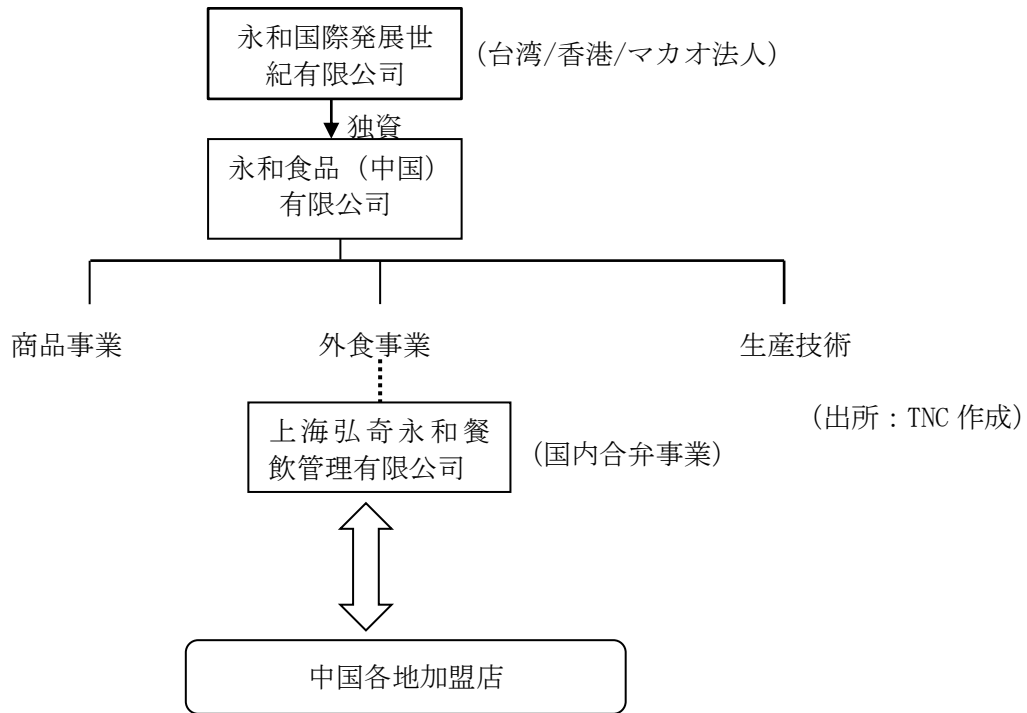 永和国際発展世
紀有限公司
(台湾/香港/マカオ法人)
独資
永和食品（中国）
有限公司
商品事業
外食事業
生産技術
(出所：TNC 作成)
上海弘奇永和餐
飲管理有限公司
(国内合弁事業)
中国各地加盟店